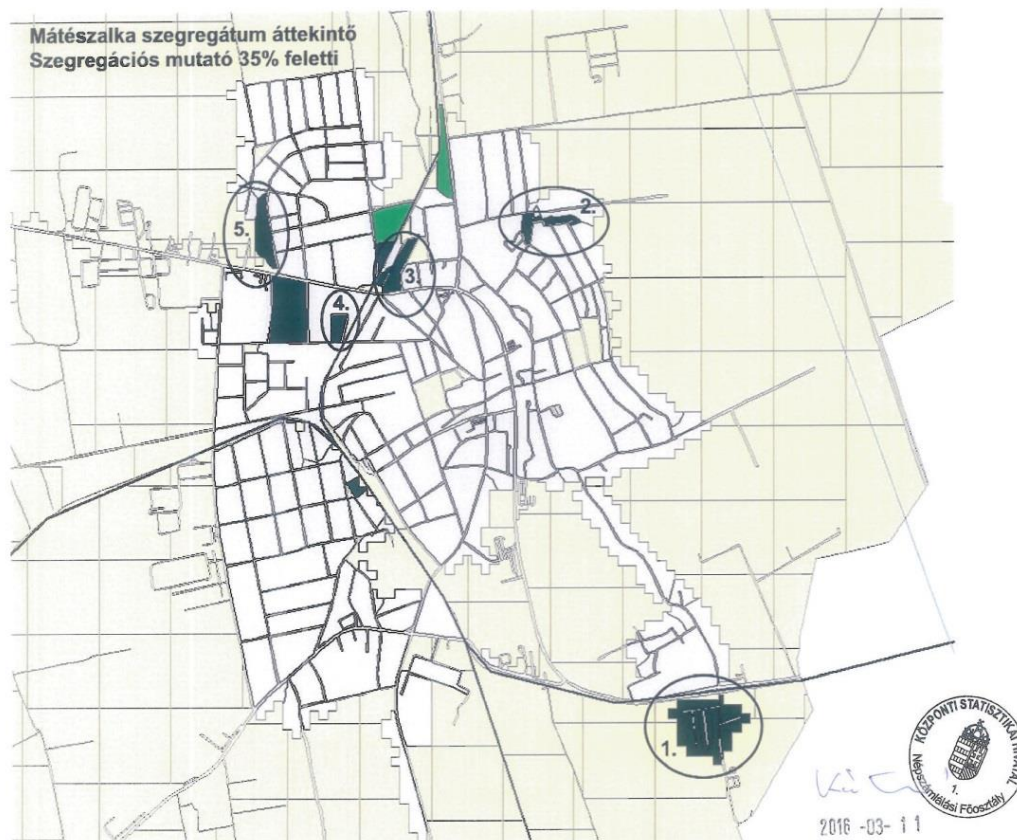 Mátészalka szegregátum áttekintő
Szegregációs mutató 35% feletti
5.
2.
3.
4.
1.
KÖZPONTI STATISZTIKAI HIVATAL
1.
Népszámlálási Főosztály
2016 -03- 11